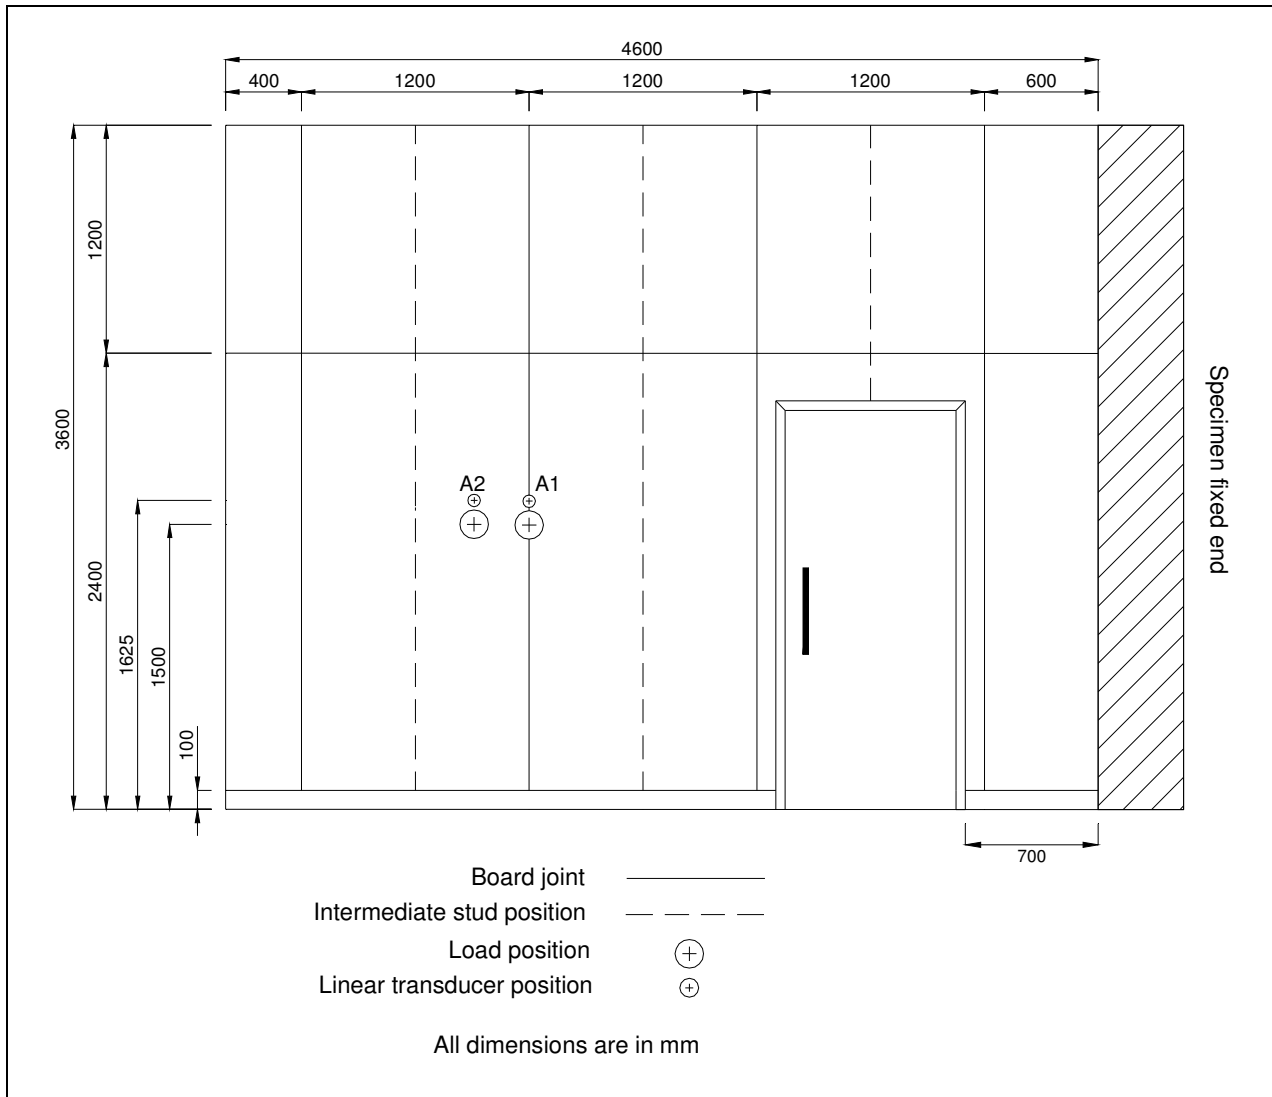 4600
400 1200 1200 1200 600
1200
3600
2400
1625
1500
100
A2 A1
Specimen fixed end
700
Board joint
Intermediate stud position
Load position
Linear transducer position
All dimensions are in mm